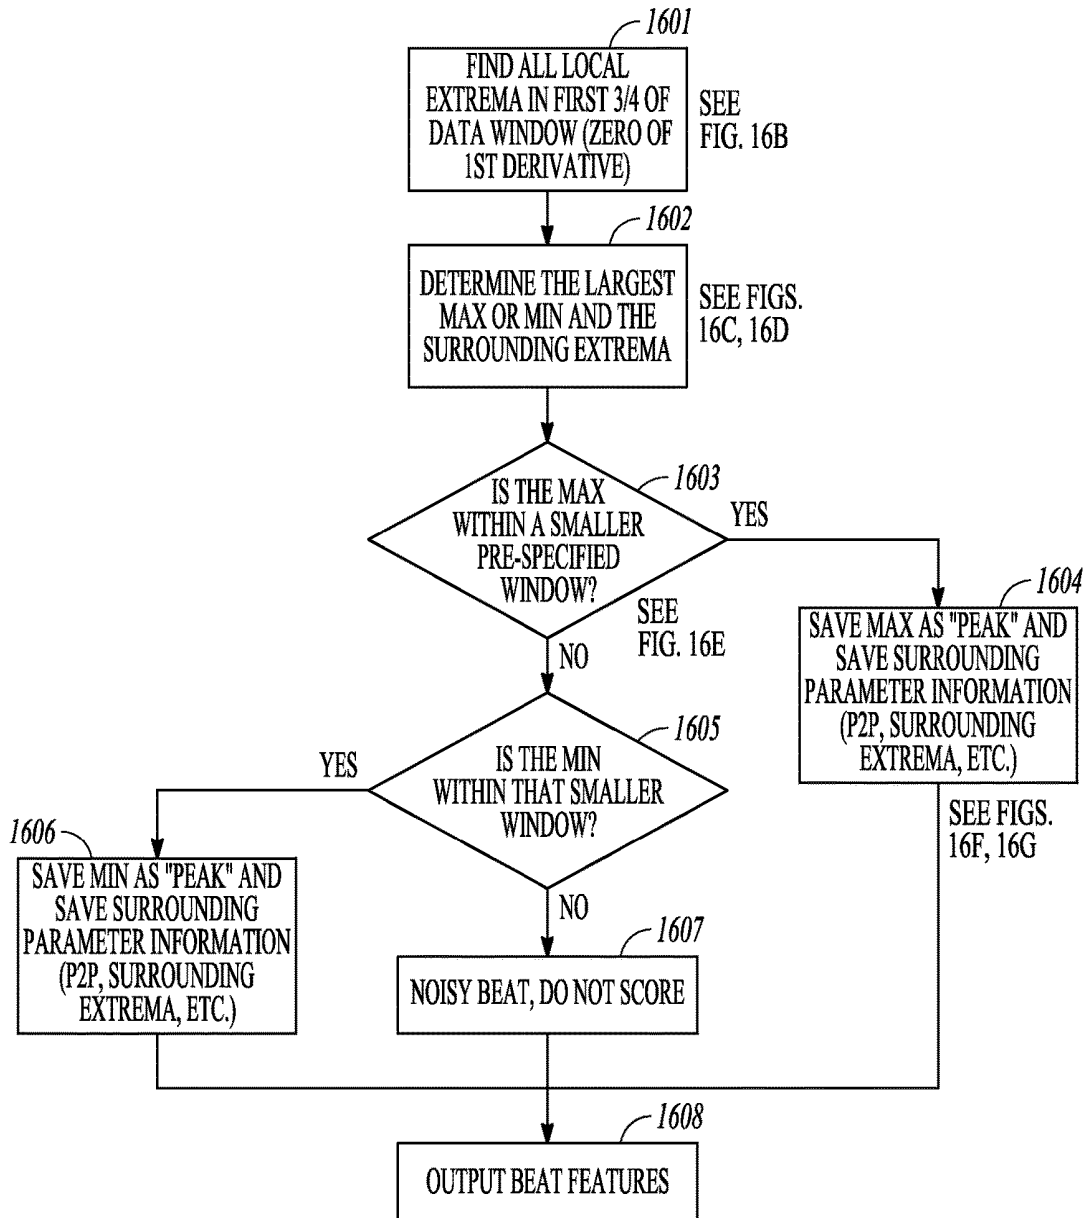 1601
FIND ALL LOCAL
EXTREMA IN FIRST 3/4 OF
DATA WINDOW (ZERO OF
1ST DERIVATIVE)
SEE
FIG. 16B
1602
DETERMINE THE LARGEST
MAX OR MIN AND THE
SURROUNDING EXTREMA
SEE FIGS.
16C, 16D
1603
IS THE MAX
WITHIN A SMALLER
PRE-SPECIFIED
WINDOW?
YES
SEE
FIG. 16E
NO
1604
SAVE MAX AS "PEAK" AND
SAVE SURROUNDING
PARAMETER INFORMATION
(P2P, SURROUNDING
EXTREMA, ETC.)
SEE FIGS.
16F, 16G
1605
IS THE MIN
WITHIN THAT SMALLER
WINDOW?
YES
NO
1606
SAVE MIN AS "PEAK" AND
SAVE SURROUNDING
PARAMETER INFORMATION
(P2P, SURROUNDING
EXTREMA, ETC.)
1607
NOISY BEAT, DO NOT SCORE
1608
OUTPUT BEAT FEATURES